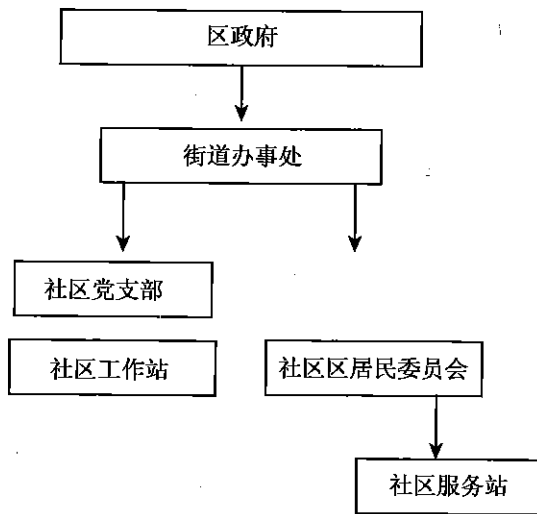 区政府
街道办事处
社区党支部
社区工作站
社区区居民委员会
社区服务站